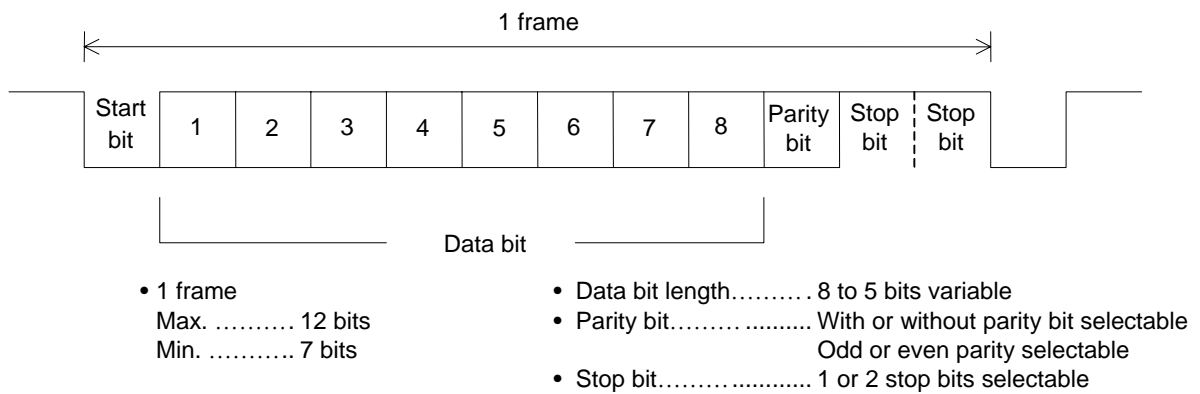 1 frame
Start bit
1 2 3 4 5 6 7 8
Parity bit
Stop bit
Stop bit
Data bit
• 1 frame
Max. .......... 12 bits
Min. ........... 7 bits
• Data bit length.......... 8 to 5 bits variable
• Parity bit......... .......... With or without parity bit selectable
Odd or even parity selectable
• Stop bit..................... 1 or 2 stop bits selectable